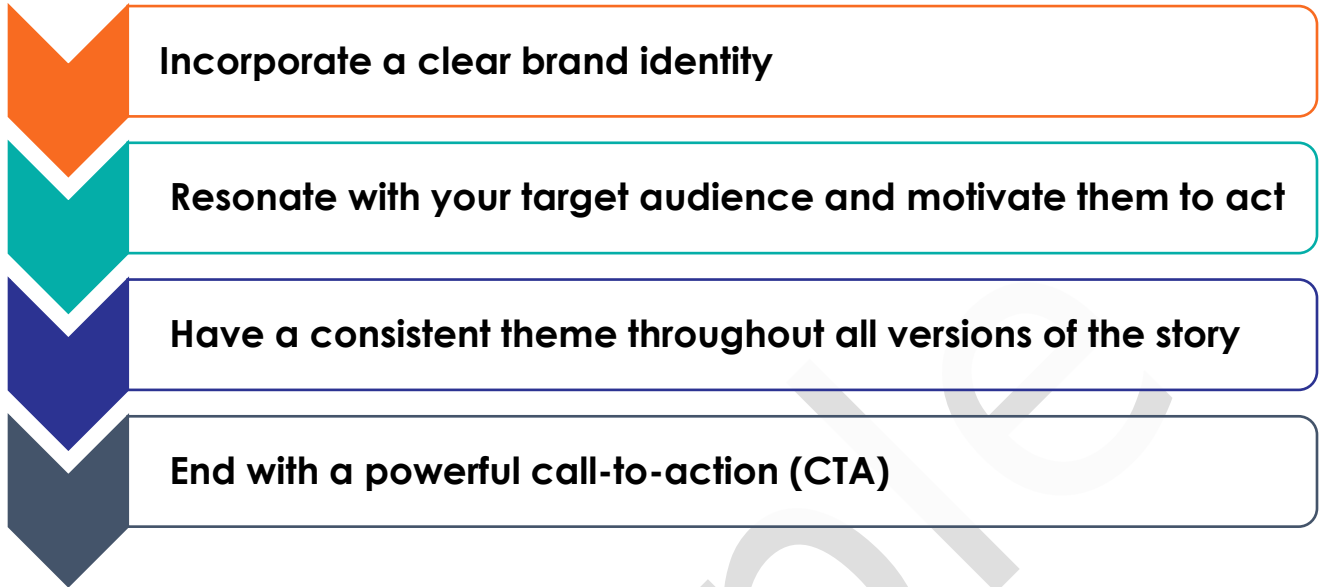 Incorporate a clear brand identity
Resonate with your target audience and motivate them to act
Have a consistent theme throughout all versions of the story
End with a powerful call-to-action (CTA)
ple